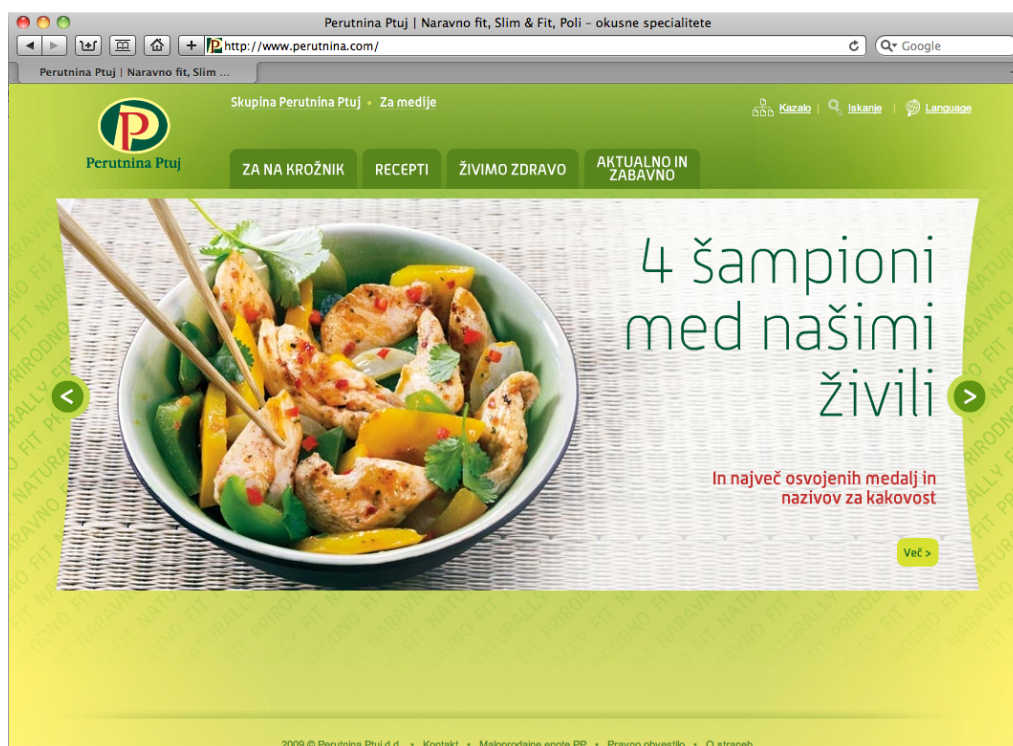 Perutnina Ptuj | Naravno fit, Slim & Fit, Poli – okusne specialitete
http://www.perutnina.com/
Google
Perutnina Ptuj | Naravno fit, Slim ...
Skupina Perutnina Ptuj • Za medije
Kazalo | Iskanje | Language
Perutnina Ptuj
ZA NA KROŽNIK
RECEPTI
ŽIVIMO ZDRAVO
AKTUALNO IN
ZABAVNO
4 šampioni
med našimi
živili
<
>
In največ osvojenih medalj in
nazivov za kakovost
Več >
2009 © Perutnina Ptuj d.d. • Kontakt • Maloprodajne enote PP • Pravno obvestilo • O straneh